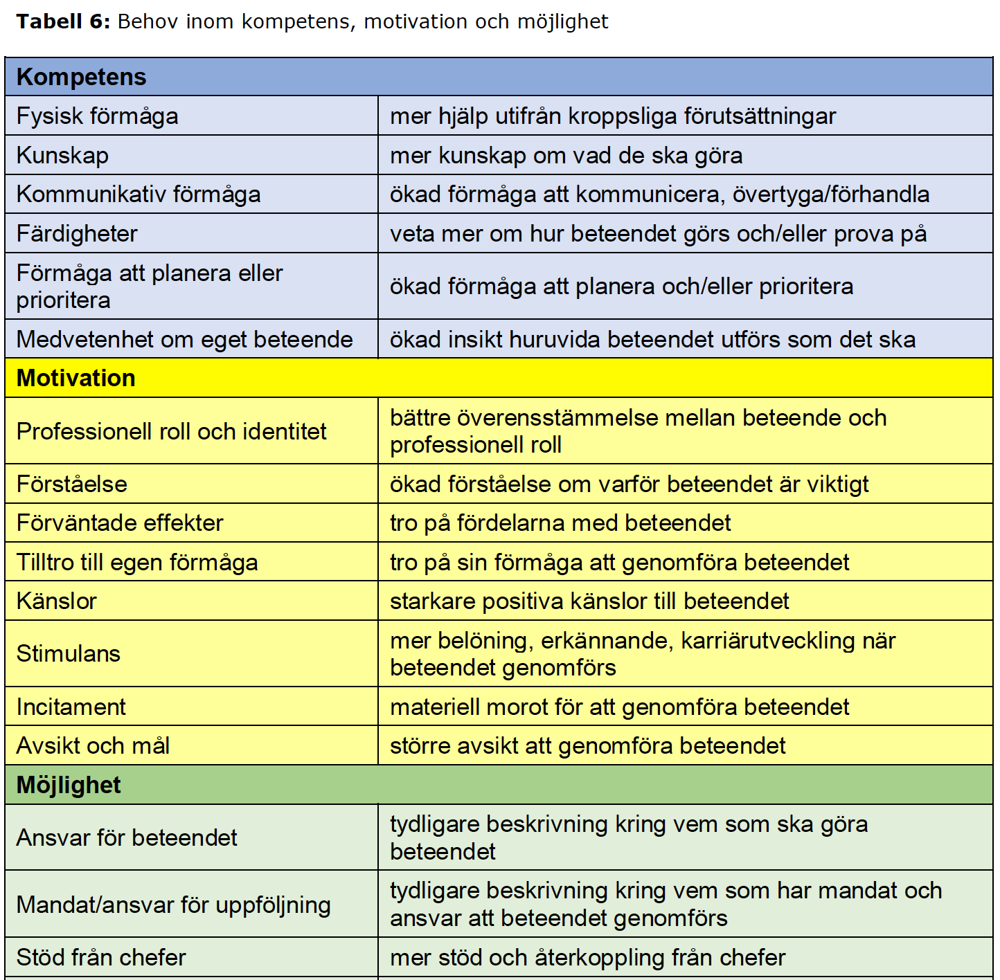 Tabell 6: Behov inom kompetens, motivation och möjlighet
Kompetens
Fysisk förmåga
mer hjälp utifrån kroppsliga förutsättningar
Kunskap
mer kunskap om vad de ska göra
Kommunikativ förmåga
ökad förmåga att kommunicera, övertyga/förhandla
Färdigheter
veta mer om hur beteendet görs och/eller prova på
Förmåga att planera eller
prioritera
ökad förmåga att planera och/eller prioritera
Medvetenhet om eget beteende
ökad insikt huruvida beteendet utförs som det ska
Motivation
Professionell roll och identitet
bättre överensstämmelse mellan beteende och
professionell roll
Förståelse
ökad förståelse om varför beteendet är viktigt
Förväntade effekter
tro på fördelarna med beteendet
Tilltro till egen förmåga
tro på sin förmåga att genomföra beteendet
Känslor
starkare positiva känslor till beteendet
Stimulans
mer belöning, erkännande, karriärutveckling när
beteendet genomförs
Incitament
materiell morot för att genomföra beteendet
Avsikt och mål
större avsikt att genomföra beteendet
Möjlighet
Ansvar för beteendet
tydligare beskrivning kring vem som ska göra
beteendet
Mandat/ansvar för uppföljning
tydligare beskrivning kring vem som har mandat och
ansvar att beteendet genomförs
Stöd från chefer
mer stöd och återkoppling från chefer